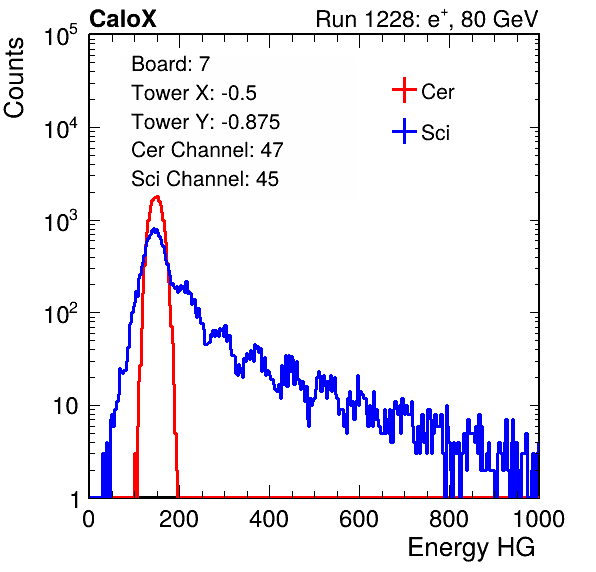 CaloX Run 1228: e⁺, 80 GeV
Board: 7
Tower X: -0.5
Tower Y: -0.875
Cer Channel: 47
Sci Channel: 45
Cer
Sci
Counts
10⁵
10⁴
10³
10²
10
1
0 200 400 600 800 1000
Energy HG